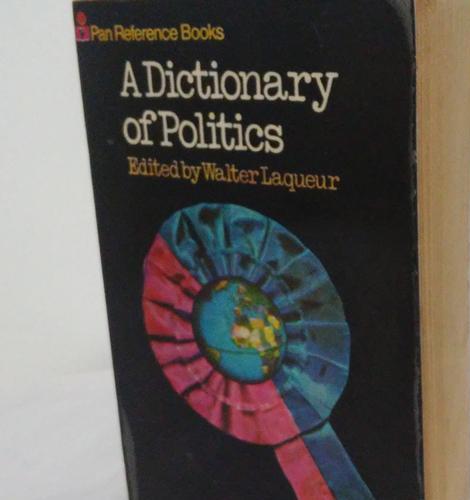 Pan Reference Books
A Dictionary
of Politics
Edited by Walter Laqueur